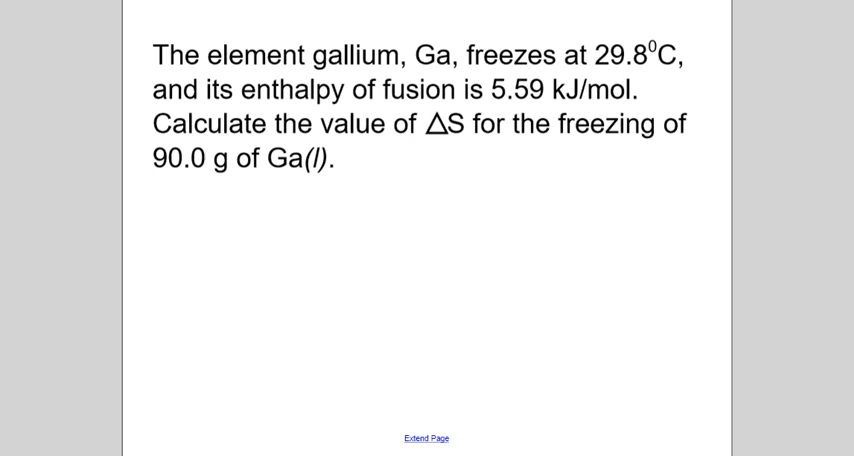 The element gallium, Ga, freezes at 29.8⁰C,
and its enthalpy of fusion is 5.59 kJ/mol.
Calculate the value of △S for the freezing of
90.0 g of Ga(l).
Extend Page